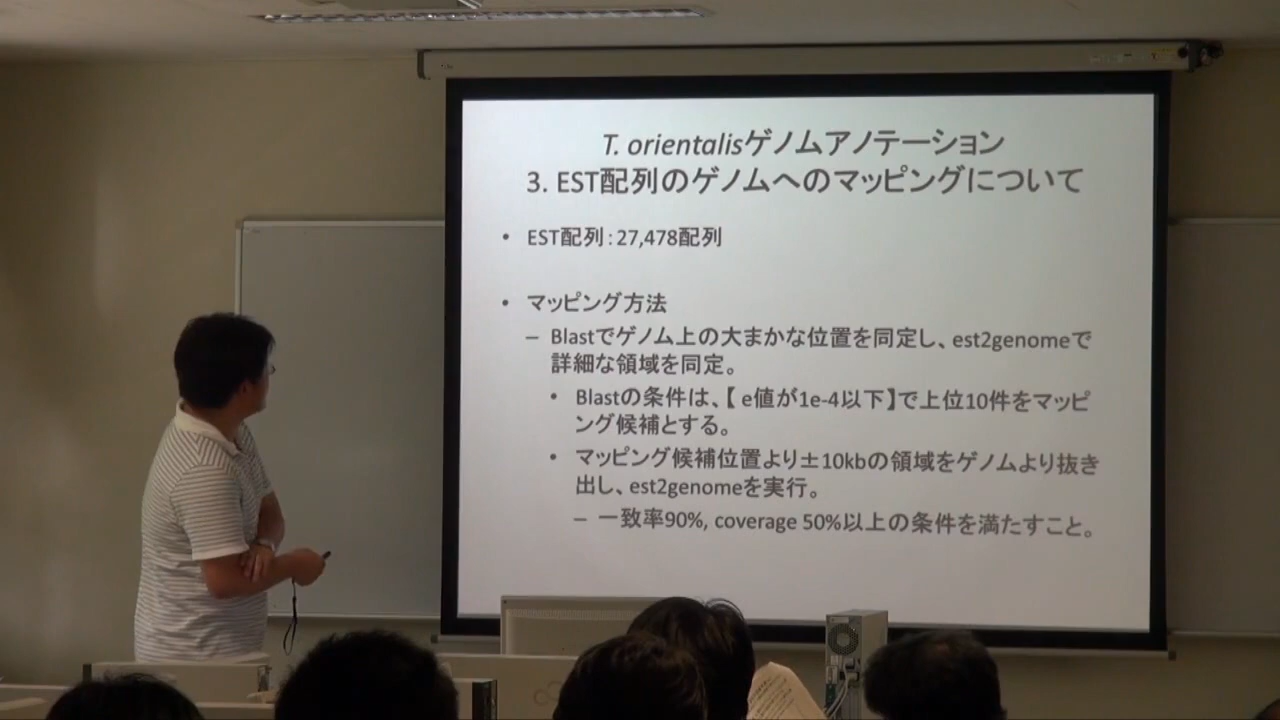 T. orientalisゲノムアノテーション
3. EST配列のゲノムへのマッピングについて
• EST配列：27,478配列
• マッピング方法
– Blastでゲノム上の大まかな位置を同定し、est2genomeで
詳細な領域を同定。
• Blastの条件は、【 e値が1e-4以下】で上位10件をマッピ
ング候補とする。
• マッピング候補位置より±10kbの領域をゲノムより抜き
出し、est2genomeを実行。
– 一致率90%, coverage 50%以上の条件を満たすこと。